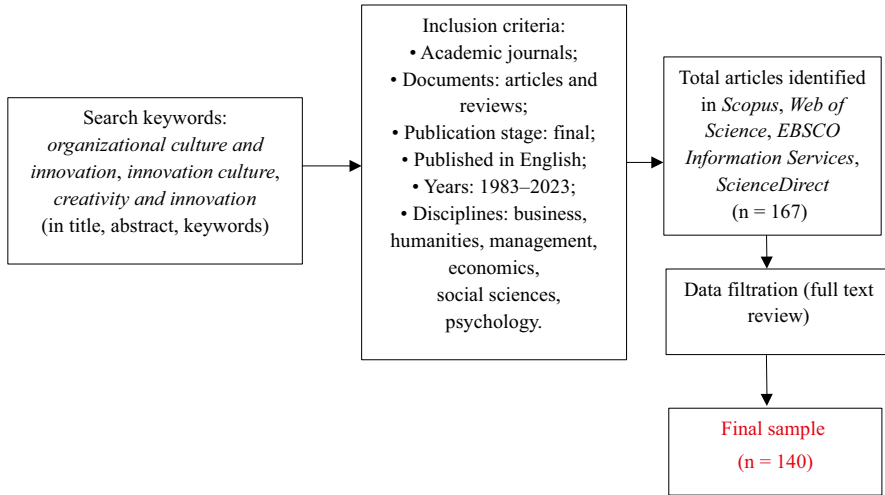 Search keywords:
organizational culture and
innovation, innovation culture,
creativity and innovation
(in title, abstract, keywords)
Inclusion criteria:
• Academic journals;
• Documents: articles and
reviews;
• Publication stage: final;
• Published in English;
• Years: 1983–2023;
• Disciplines: business,
humanities, management,
economics,
social sciences,
psychology.
Total articles identified
in Scopus, Web of
Science, EBSCO
Information Services,
ScienceDirect
(n = 167)
Data filtration (full text
review)
Final sample
(n = 140)